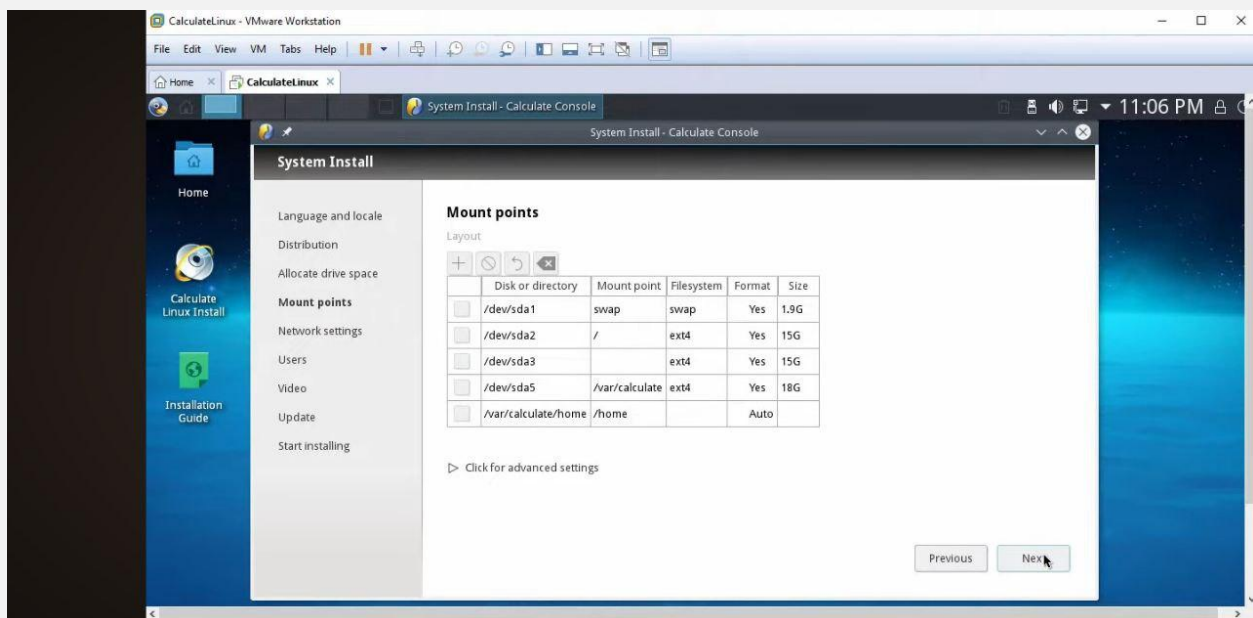 CalculateLinux - VMware Workstation
File Edit View VM Tabs Help
Home CalculateLinux
System Install - Calculate Console
11:06 PM
System Install - Calculate Console
System Install
Home
Calculate
Linux Install
Installation
Guide
Language and locale
Distribution
Allocate drive space
Mount points
Network settings
Users
Video
Update
Start installing
Mount points
Layout
Disk or directory Mount point Filesystem Format Size
/dev/sda1 swap swap Yes 1.9G
/dev/sda2 / ext4 Yes 15G
/dev/sda3 ext4 Yes 15G
/dev/sda5 /var/calculate ext4 Yes 18G
/var/calculate/home /home Auto
Click for advanced settings
Previous Next